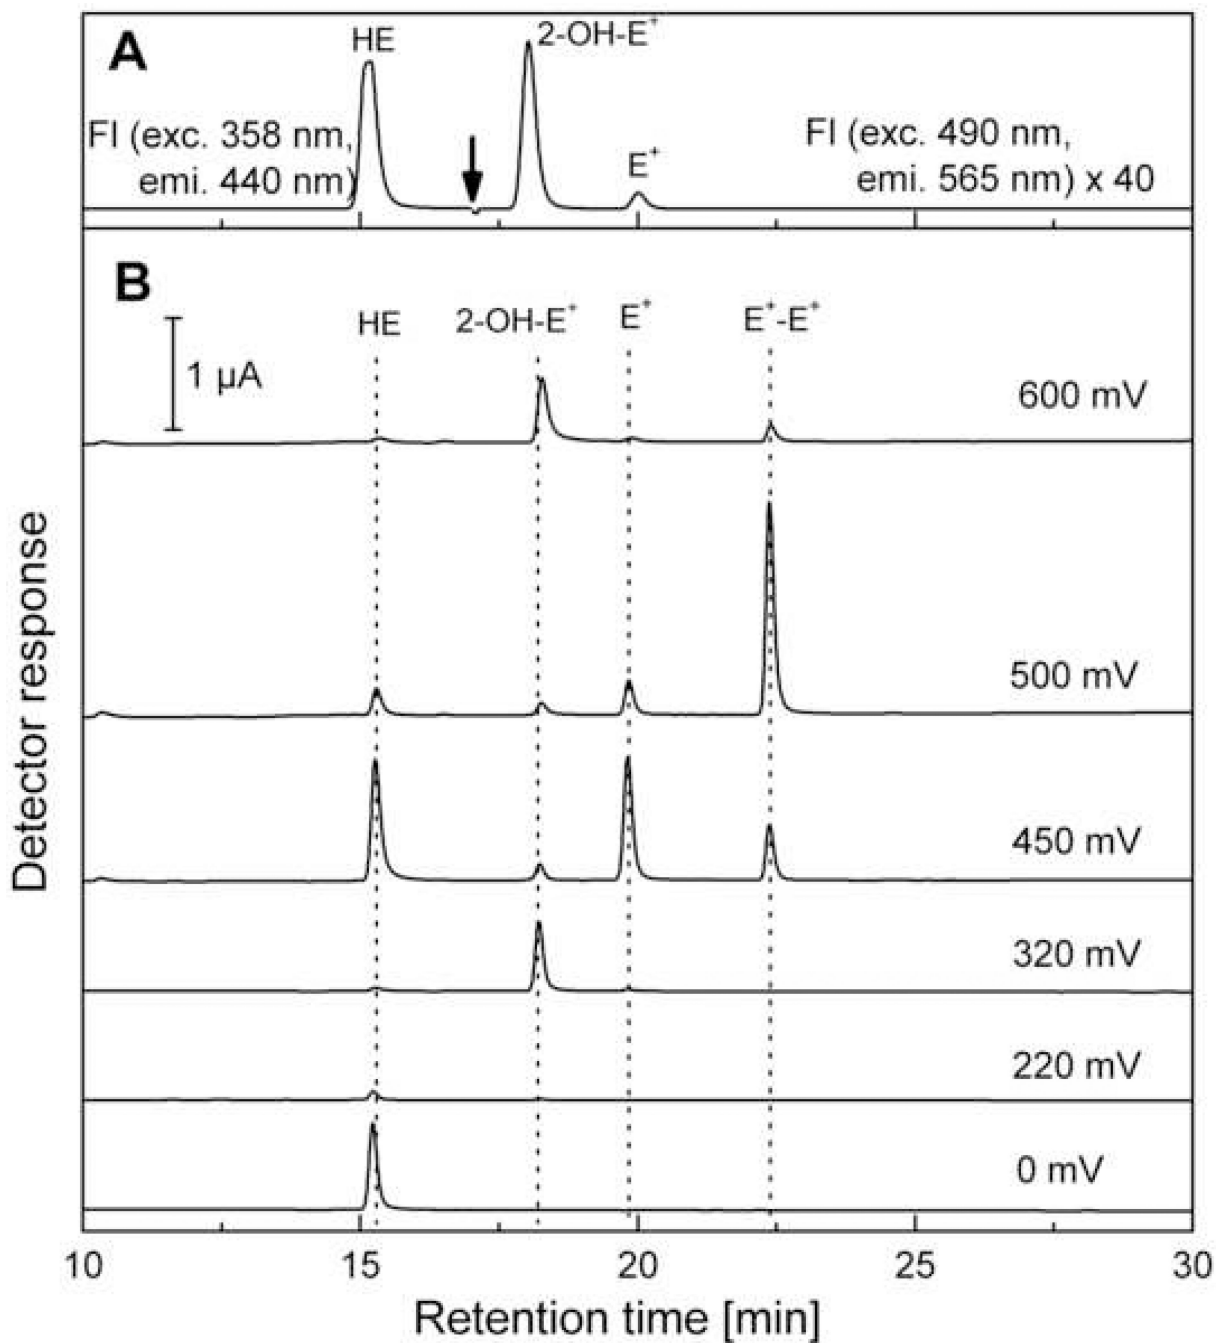 A
HE
2-OH-E⁺
Fl (exc. 358 nm,
emi. 440 nm)
E⁺
Fl (exc. 490 nm,
emi. 565 nm) x 40
B
HE
2-OH-E⁺
E⁺
E⁺-E⁺
1 µA
600 mV
500 mV
450 mV
320 mV
220 mV
0 mV
Detector response
10 15 20 25 30
Retention time [min]